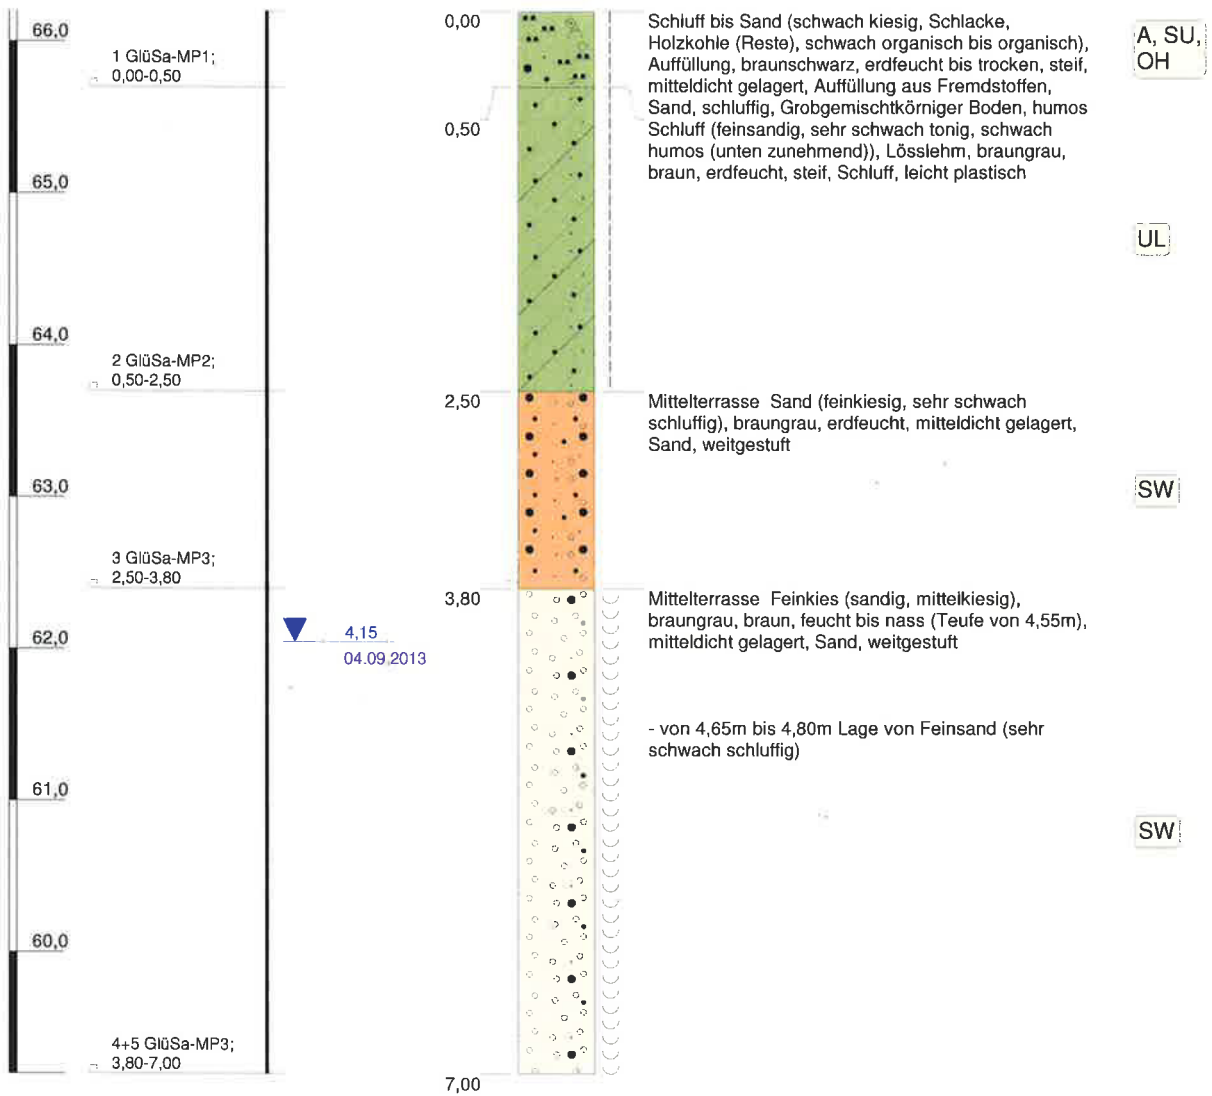 66,0
65,0
64,0
63,0
62,0
61,0
60,0
1 GlüSa-MP1;
0,00-0,50
2 GlüSa-MP2;
0,50-2,50
3 GlüSa-MP3;
2,50-3,80
4+5 GlüSa-MP3;
3,80-7,00
4,15
04.09.2013
0,00
Schluff bis Sand (schwach kiesig, Schlacke,
Holzkohle (Reste), schwach organisch bis organisch),
Auffüllung, braunschwarz, erdfeucht bis trocken, steif,
mitteldicht gelagert, Auffüllung aus Fremdstoffen,
Sand, schluffig, Grobgemischtkörniger Boden, humos
A, SU,
OH
0,50
Schluff (feinsandig, sehr schwach tonig, schwach
humos (unten zunehmend)), Lösslehm, braungrau,
braun, erdfeucht, steif, Schluff, leicht plastisch
UL
2,50
Mittelterrasse Sand (feinkiesig, sehr schwach
schluffig), braungrau, erdfeucht, mitteldicht gelagert,
Sand, weitgestuft
SW
3,80
Mittelterrasse Feinkies (sandig, mittelkiesig),
braungrau, braun, feucht bis nass (Teufe von 4,55m),
mitteldicht gelagert, Sand, weitgestuft
- von 4,65m bis 4,80m Lage von Feinsand (sehr
schwach schluffig)
SW
7,00